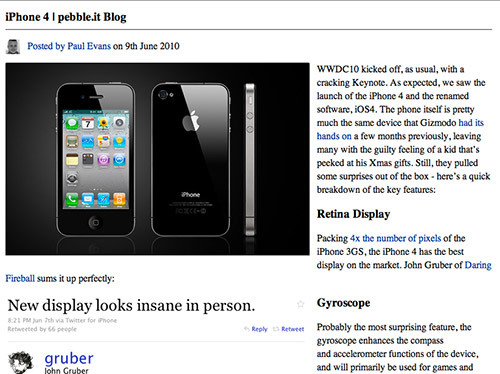 iPhone 4 | pebble.it Blog
Posted by Paul Evans on 9th June 2010
WWDC10 kicked off, as usual, with a
cracking Keynote. As expected, we saw the
launch of the iPhone 4 and the renamed
software, iOS4. The phone itself is pretty
much the same device that Gizmodo had its
hands on a few months previously, leaving
many with the guilty feeling of a kid that's
peeked at his Xmas gifts. Still, they pulled
some surprises out of the box - here's a quick
breakdown of the key features:
iPhone
Retina Display
Packing 4x the number of pixels of the
iPhone 3GS, the iPhone 4 has the best
display on the market. John Gruber of Daring
Fireball sums it up perfectly:
New display looks insane in person.
8:21 PM Jun 7th via Twitter for iPhone
Retweeted by 66 people
Reply Retweet
gruber
John Gruber
Gyroscope
Probably the most surprising feature, the
gyroscope enhances the compass
and accelerometer functions of the device,
and will primarily be used for games and